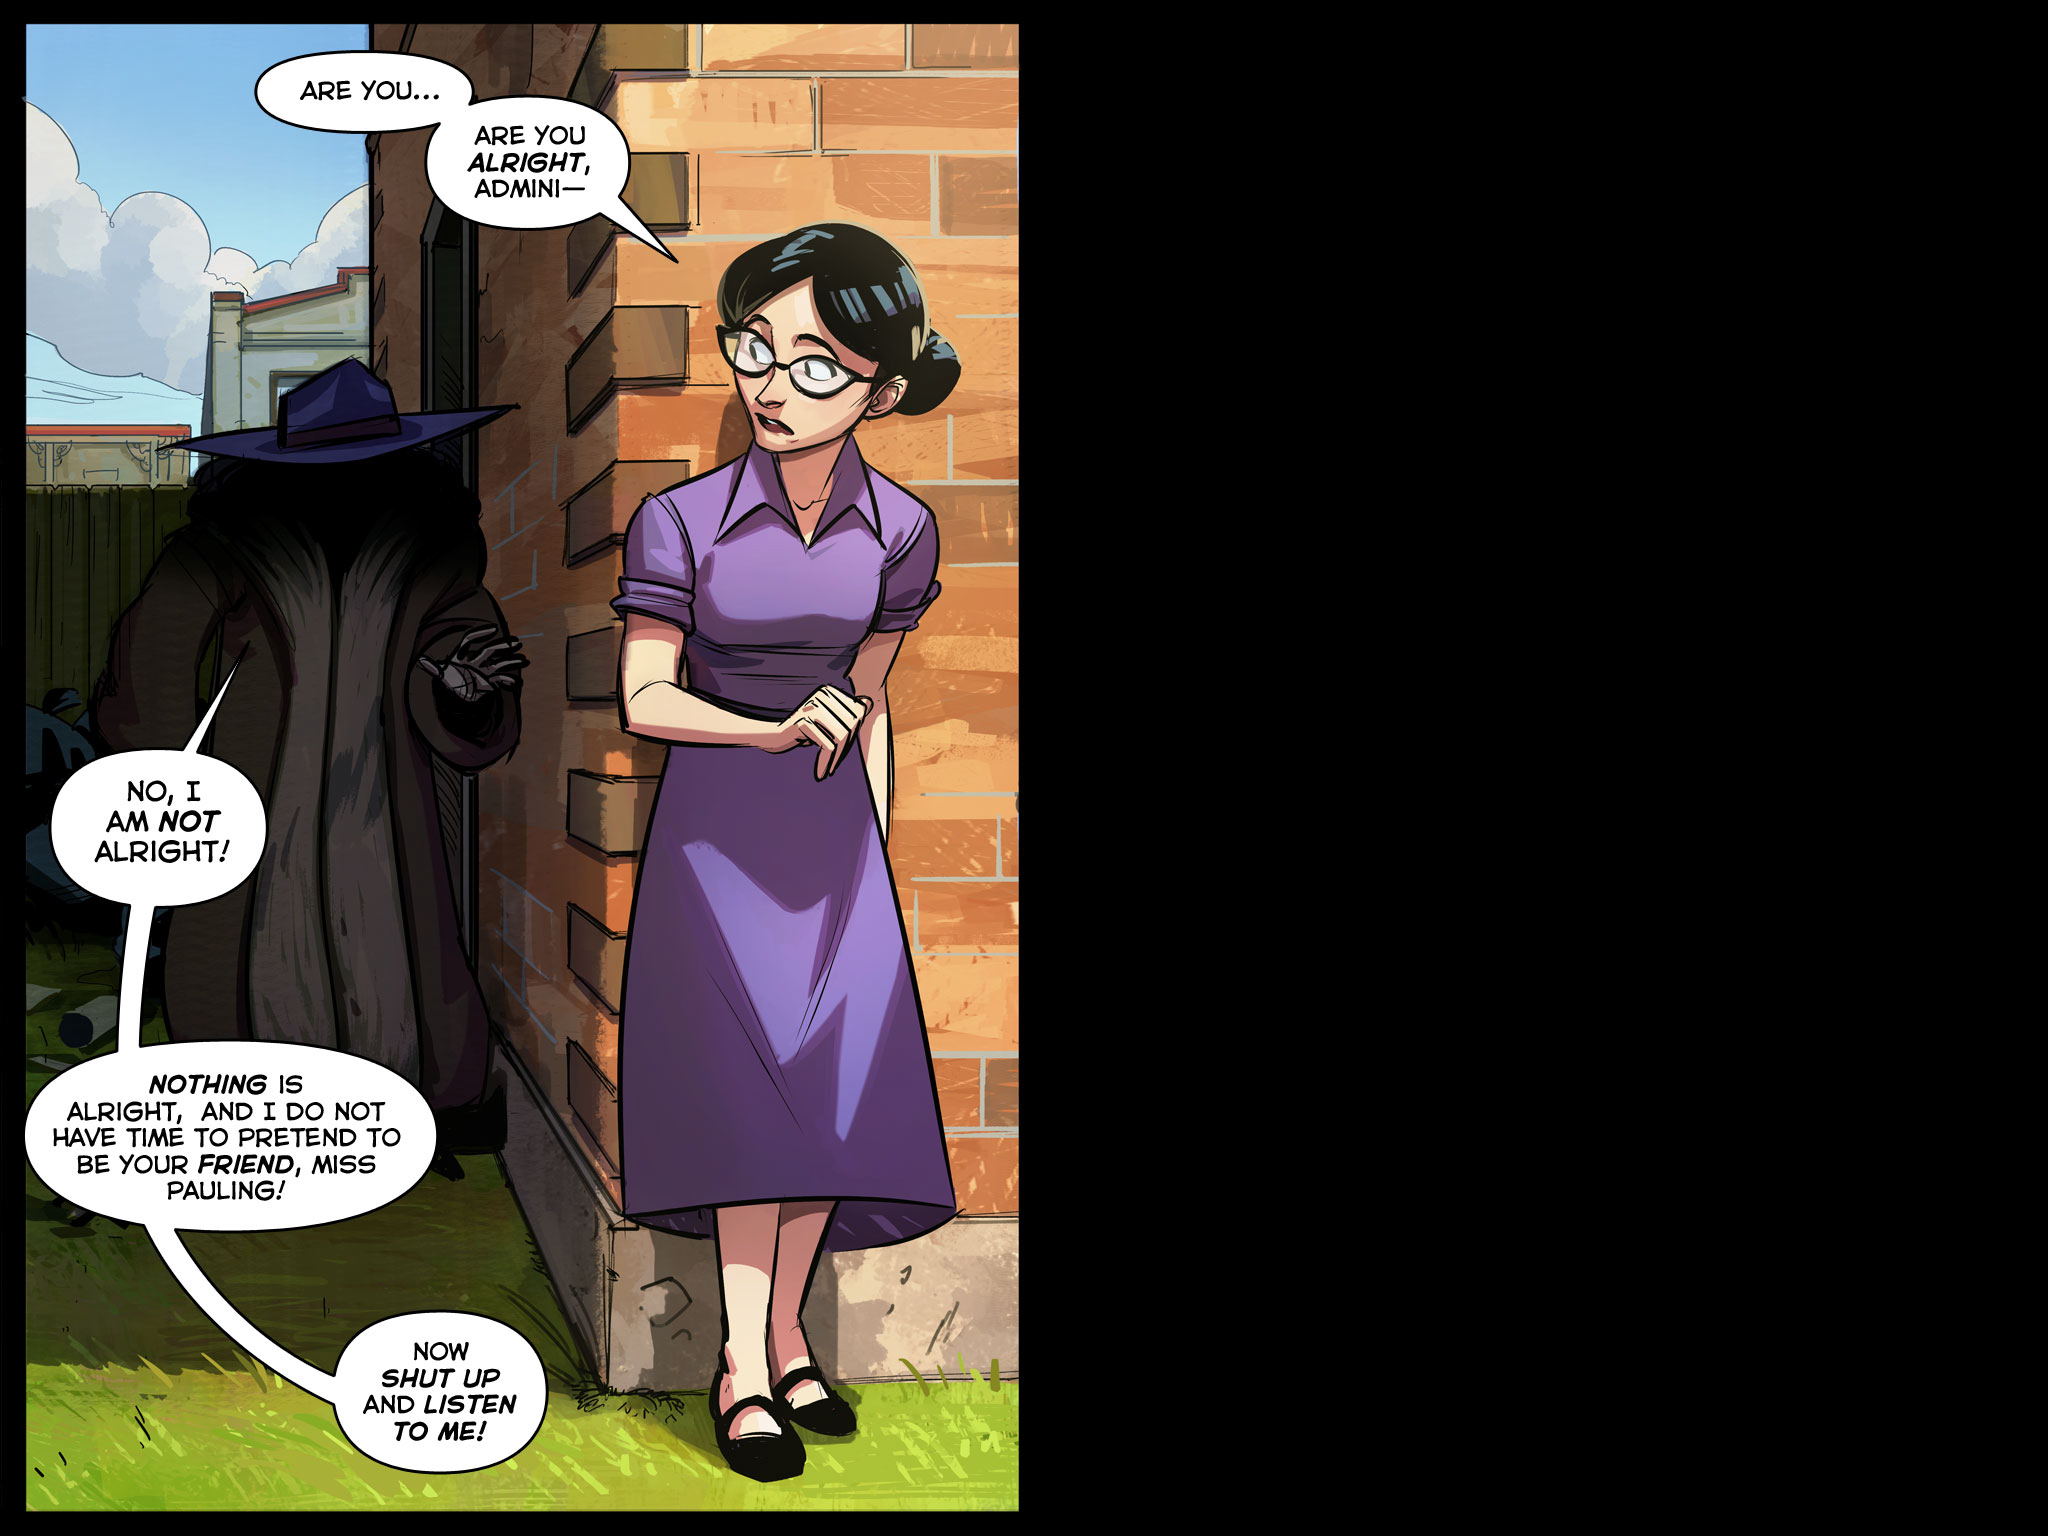 ARE YOU...
ARE YOU
ALRIGHT,
ADMINI—
NO, I
AM NOT
ALRIGHT!
NOTHING IS
ALRIGHT, AND I DO NOT
HAVE TIME TO PRETEND TO
BE YOUR FRIEND, MISS
PAULING!
NOW
SHUT UP
AND LISTEN
TO ME!